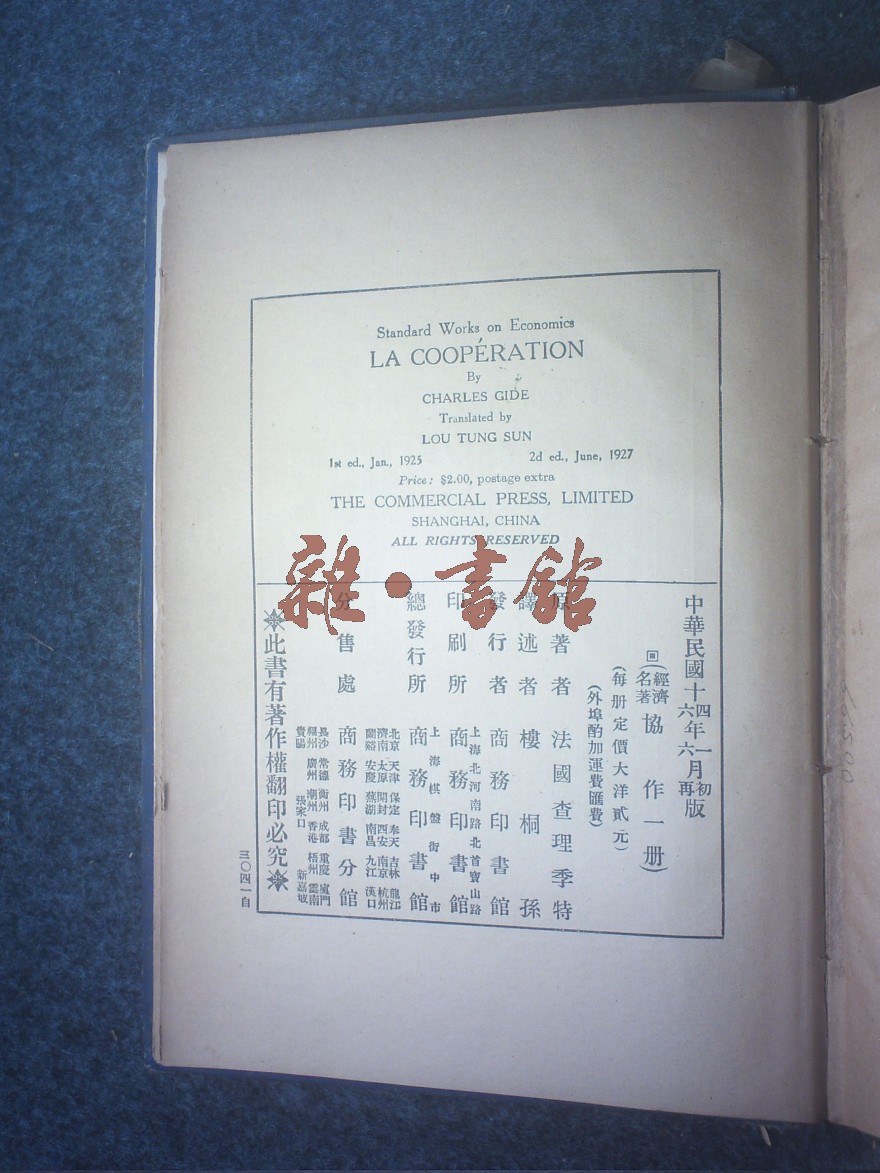 Standard Works on Economics
LA COOPÉRATION
By
CHARLES GIDE
Translated by
LOU TUNG SUN
1st ed., Jan., 1925 2d ed., June, 1927
Price: $2.00, postage extra
THE COMMERCIAL PRESS, LIMITED
SHANGHAI, CHINA
ALL RIGHTS RESERVED
雜·書館
中華民國十四年一月初版
六年六月再版
(經濟名著)協作一册)
(每册定價大洋貳元)
(外埠酌加運費匯費)
原著者 法國查理季特
譯述者 樓桐孫
發行者 商務印書館
印刷所 上海北河南路北首寶山路 商務印書館
總發行所 上海棋盤街中市 商務印書館
分售處 商務印書分館
北京 天津 保定 奉天 吉林 龍江
濟南 太原 開封 西安 南京 杭州
蘭谿 安慶 蕪湖 南昌 九江 漢口
長沙 常德 衡州 成都 重慶 廈門
福州 廣州 潮州 香港 梧州 雲南
貴陽 張家口 新嘉坡
此書有著作權翻印必究
三〇四一自